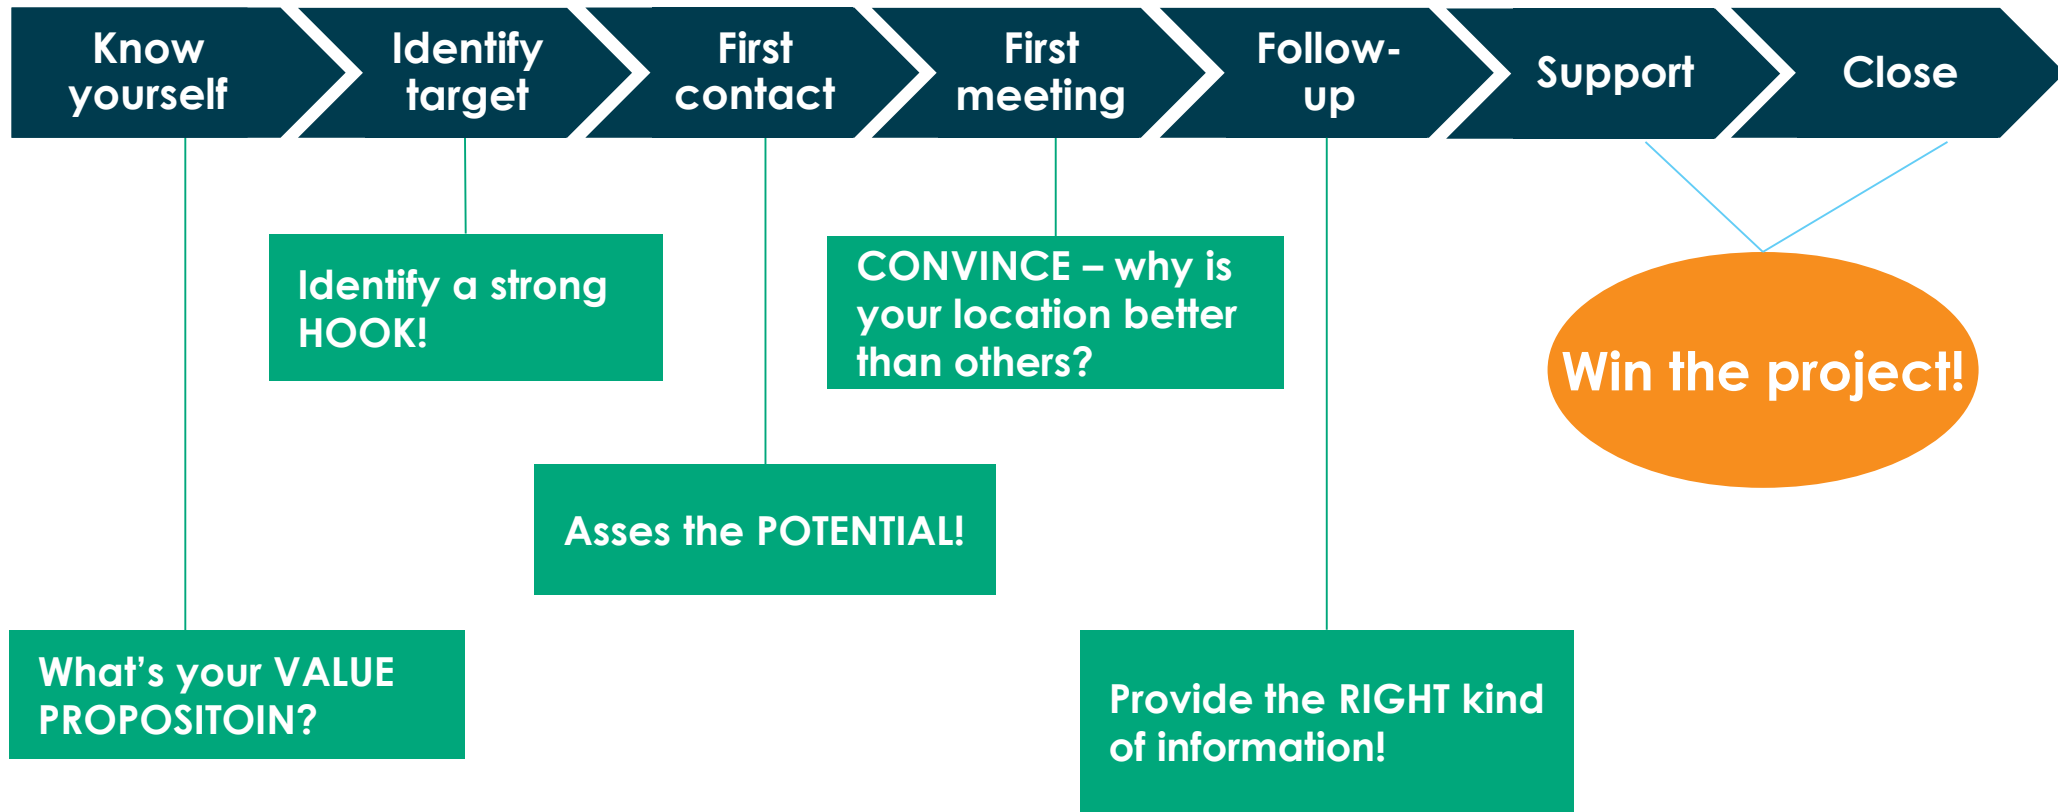 Know
yourself
Identify
target
First
contact
First
meeting
Follow-
up
Support
Close
Identify a strong
HOOK!
CONVINCE – why is
your location better
than others?
Win the project!
Asses the POTENTIAL!
What's your VALUE
PROPOSITOIN?
Provide the RIGHT kind
of information!